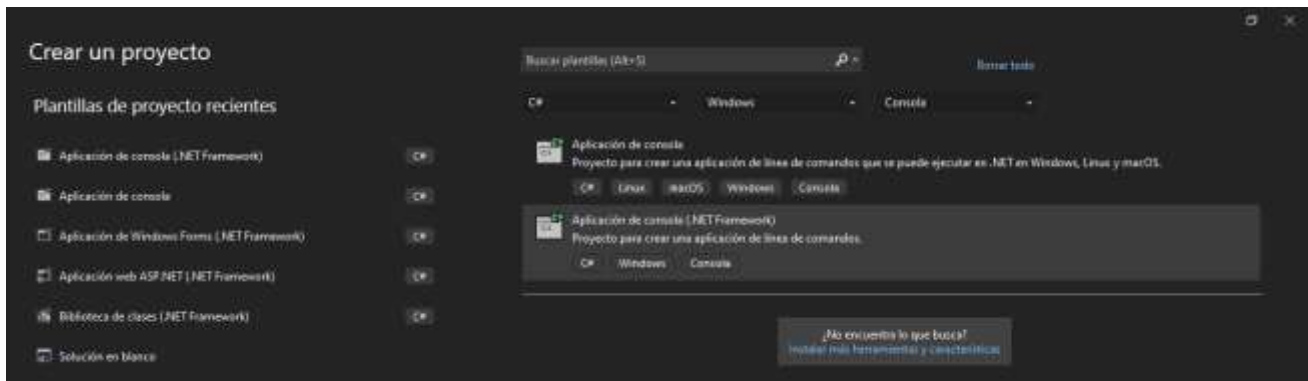 Crear un proyecto
Plantillas de proyecto recientes
Aplicación de consola (.NET Framework) C#
Aplicación de consola C#
Aplicación de Windows Forms (.NET Framework) C#
Aplicación web ASP.NET (.NET Framework) C#
Biblioteca de clases (.NET Framework) C#
Solución en blanco
Buscar plantillas (Alt+S)
Borrar todo
C# Windows Consola
Aplicación de consola
Proyecto para crear una aplicación de línea de comandos que se puede ejecutar en .NET en Windows, Linux y macOS.
C# Linux macOS Windows Consola
Aplicación de consola (.NET Framework)
Proyecto para crear una aplicación de línea de comandos.
C# Windows Consola
¿No encuentra lo que busca?
Instalar más herramientas y características